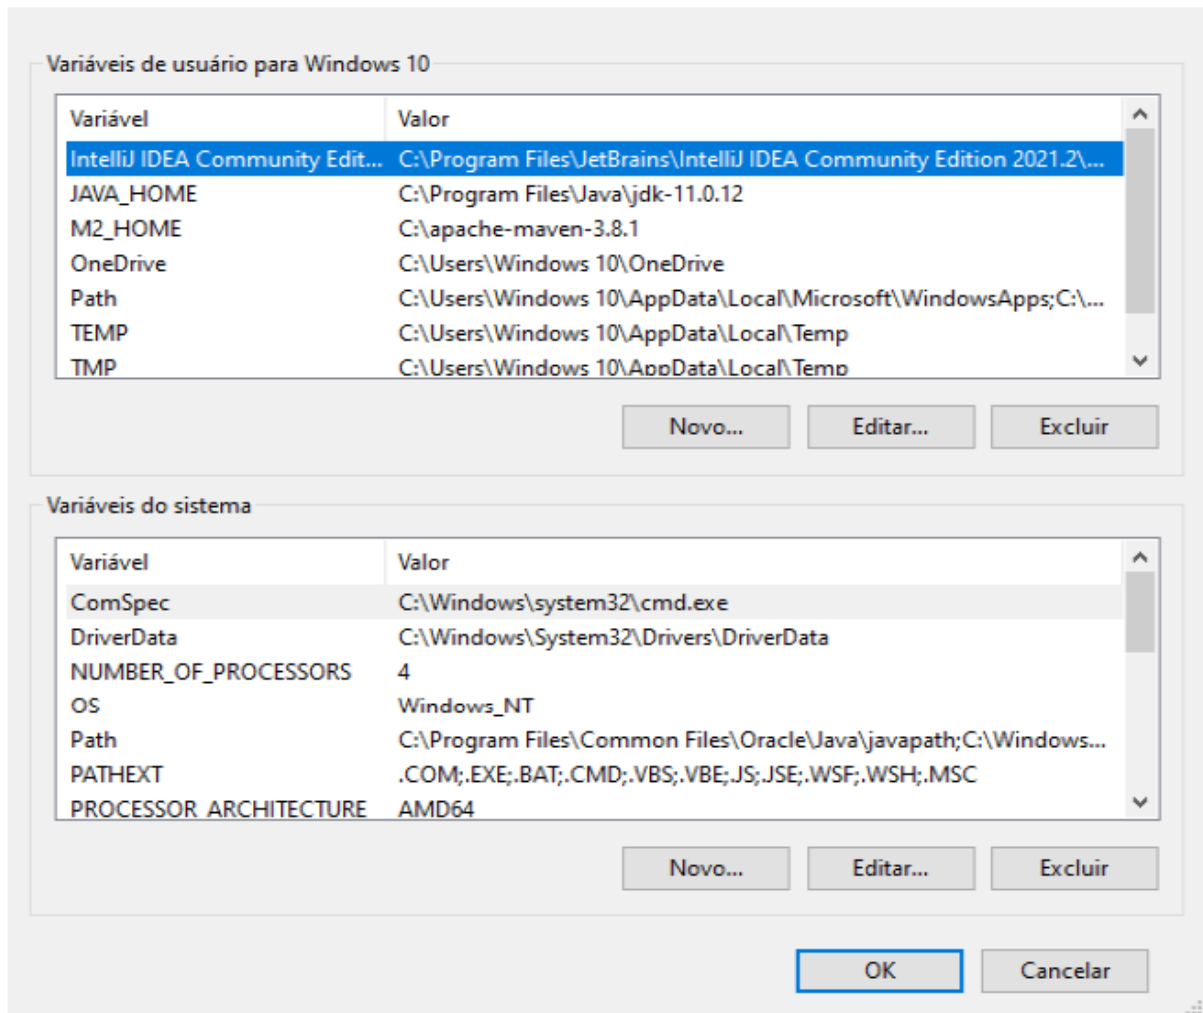 Variáveis de usuário para Windows 10
Variável Valor
IntelliJ IDEA Community Edit... C:\Program Files\JetBrains\IntelliJ IDEA Community Edition 2021.2\...
JAVA_HOME C:\Program Files\Java\jdk-11.0.12
M2_HOME C:\apache-maven-3.8.1
OneDrive C:\Users\Windows 10\OneDrive
Path C:\Users\Windows 10\AppData\Local\Microsoft\WindowsApps;C:\...
TEMP C:\Users\Windows 10\AppData\Local\Temp
TMP C:\Users\Windows 10\AppData\Local\Temp
Novo... Editar... Excluir
Variáveis do sistema
Variável Valor
ComSpec C:\Windows\system32\cmd.exe
DriverData C:\Windows\System32\Drivers\DriverData
NUMBER_OF_PROCESSORS 4
OS Windows_NT
Path C:\Program Files\Common Files\Oracle\Java\javapath;C:\Windows...
PATHEXT .COM;.EXE;.BAT;.CMD;.VBS;.VBE;.JS;.JSE;.WSF;.WSH;.MSC
PROCESSOR_ARCHITECTURE AMD64
Novo... Editar... Excluir
OK Cancelar